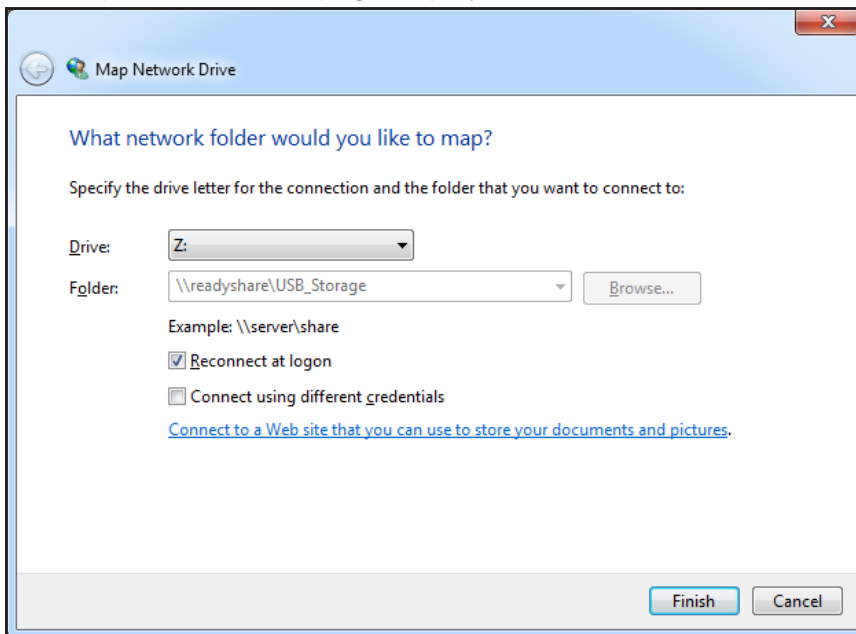 Map Network Drive
What network folder would you like to map?
Specify the drive letter for the connection and the folder that you want to connect to:
Drive: Z:
Folder: \\readyshare\USB_Storage Browse...
Example: \\server\share
Reconnect at logon
Connect using different credentials
Connect to a Web site that you can use to store your documents and pictures.
Finish Cancel